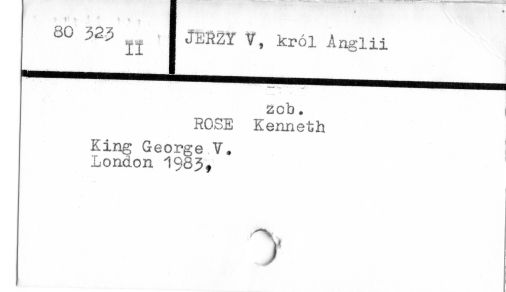 80 323
II
JERZY V, król Anglii
zob.
ROSE Kenneth
King George V.
London 1983,